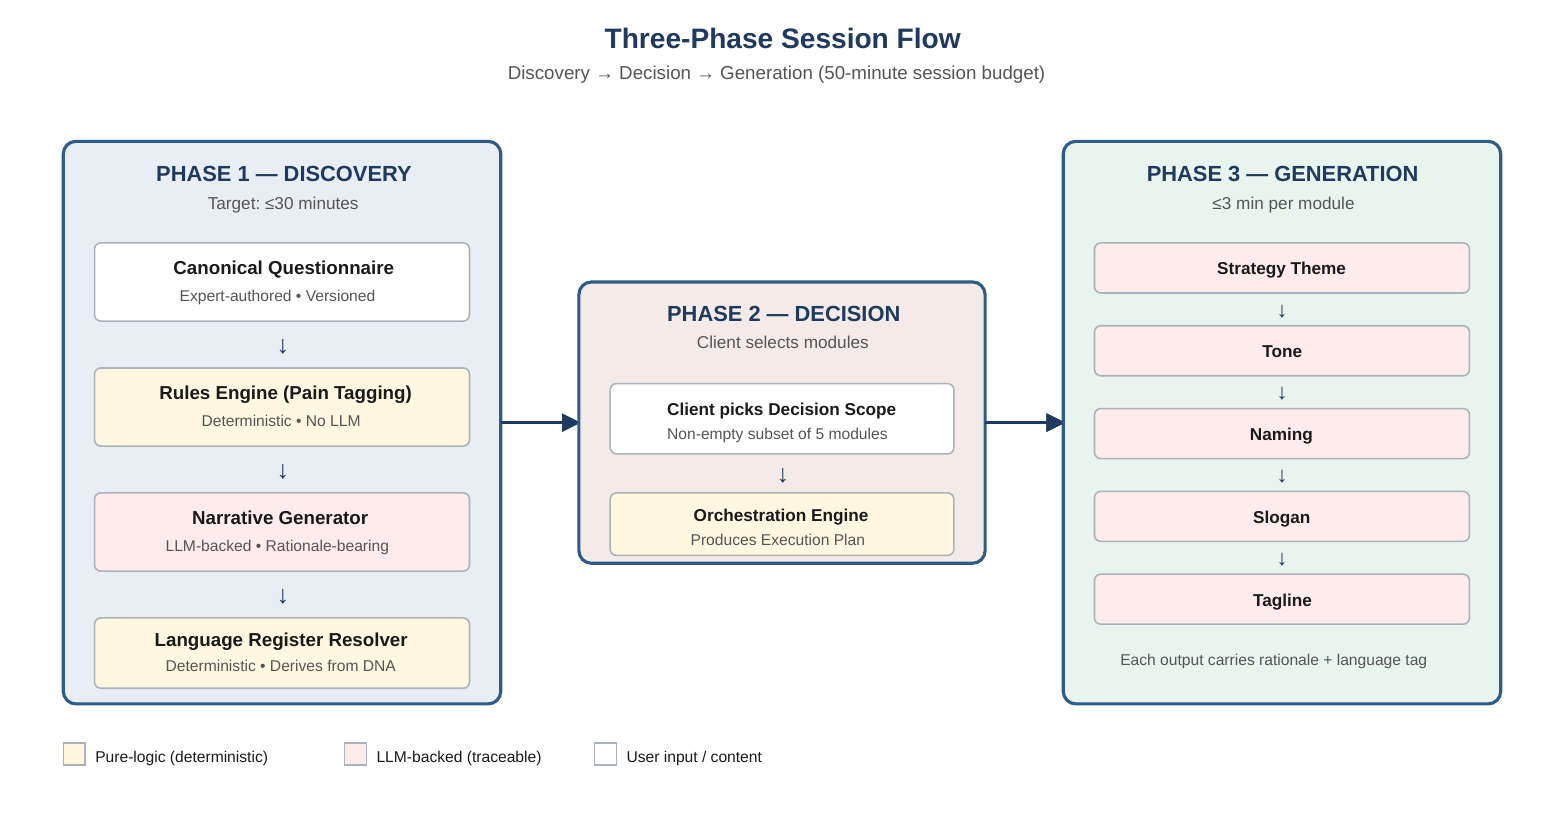 Three-Phase Session Flow
Discovery → Decision → Generation (50-minute session budget)
PHASE 1 — DISCOVERY
Target: ≤30 minutes
Canonical Questionnaire
Expert-authored • Versioned
↓
Rules Engine (Pain Tagging)
Deterministic • No LLM
↓
Narrative Generator
LLM-backed • Rationale-bearing
↓
Language Register Resolver
Deterministic • Derives from DNA
PHASE 2 — DECISION
Client selects modules
Client picks Decision Scope
Non-empty subset of 5 modules
↓
Orchestration Engine
Produces Execution Plan
PHASE 3 — GENERATION
≤3 min per module
Strategy Theme
↓
Tone
↓
Naming
↓
Slogan
↓
Tagline
Each output carries rationale + language tag
Pure-logic (deterministic)
LLM-backed (traceable)
User input / content